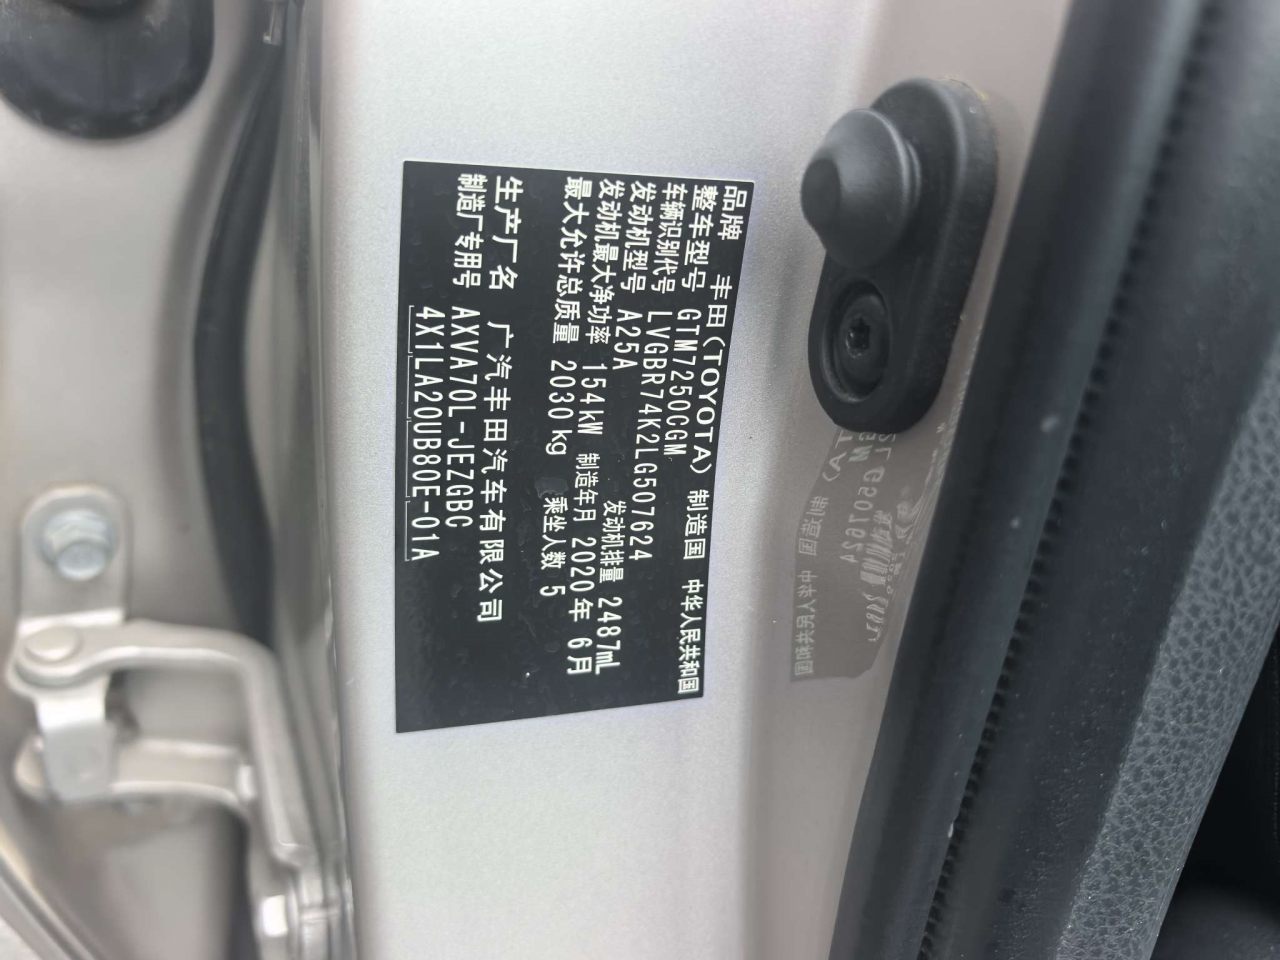 品牌 丰田(TOYOTA) 制造国 中华人民共和国
整车型号 GTM7250CGM
车辆识别代号 LVGBR74K2LG507624
发动机型号 A25A 发动机排量 2487mL
发动机最大净功率 154kW 制造年月 2020年 6月
最大允许总质量 2030kg 乘坐人数 5
生产厂名 广汽丰田汽车有限公司
制造厂专用号 AXVA70L-JEZGBC
4X1LA20UB80E-01A